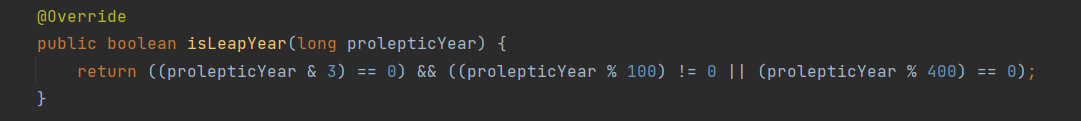 @Override
public boolean isLeapYear(long prolepticYear) {
return ((prolepticYear & 3) == 0) && ((prolepticYear % 100) != 0 || (prolepticYear % 400) == 0);
}